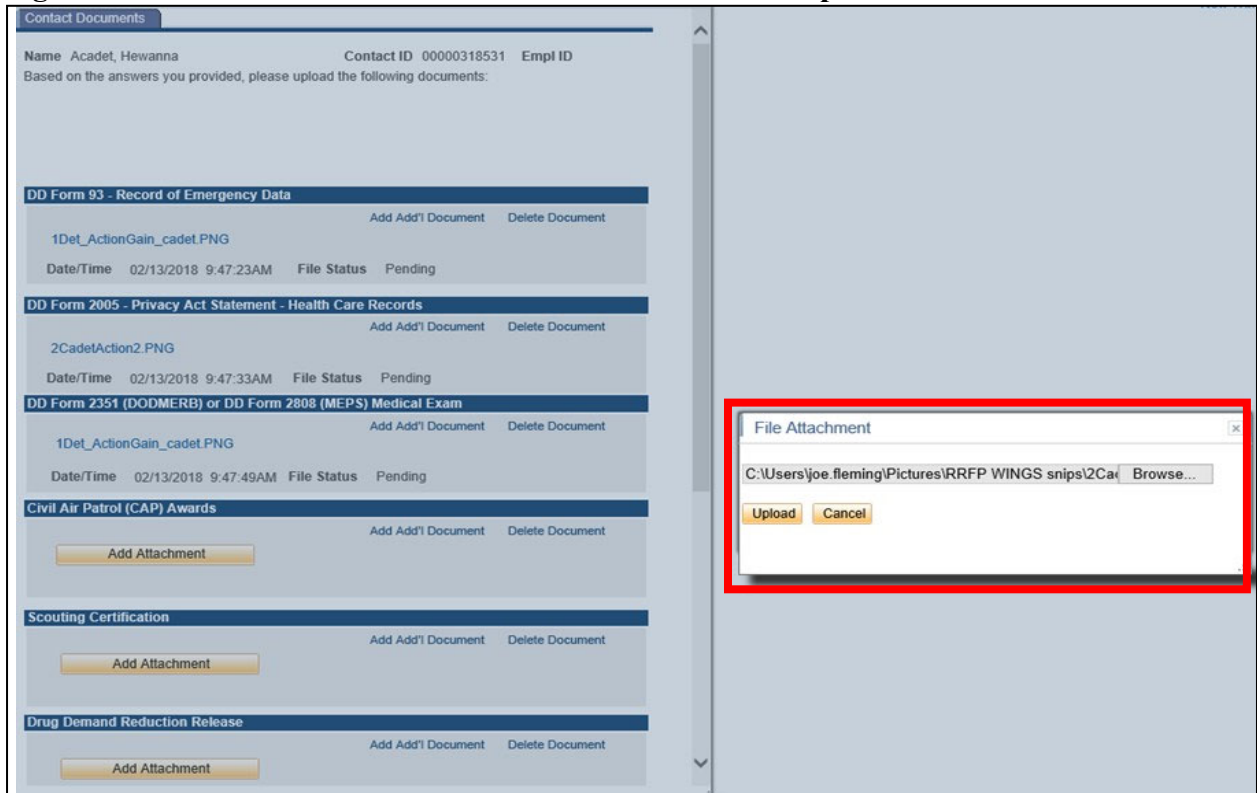 Contact Documents
Name Acadet, Hewanna Contact ID 00000318531 Empl ID
Based on the answers you provided, please upload the following documents:
DD Form 93 - Record of Emergency Data
Add Add'l Document Delete Document
1Det_ActionGain_cadet.PNG
Date/Time 02/13/2018 9:47:23AM File Status Pending
DD Form 2005 - Privacy Act Statement - Health Care Records
Add Add'l Document Delete Document
2CadetAction2.PNG
Date/Time 02/13/2018 9:47:33AM File Status Pending
DD Form 2351 (DODMERB) or DD Form 2808 (MEPS) Medical Exam
Add Add'l Document Delete Document
1Det_ActionGain_cadet.PNG
Date/Time 02/13/2018 9:47:49AM File Status Pending
Civil Air Patrol (CAP) Awards
Add Add'l Document Delete Document
Add Attachment
Scouting Certification
Add Add'l Document Delete Document
Add Attachment
Drug Demand Reduction Release
Add Add'l Document Delete Document
Add Attachment
File Attachment
C:\Users\joe.fleming\Pictures\RRFP WINGS snips\2Ca Browse...
Upload Cancel